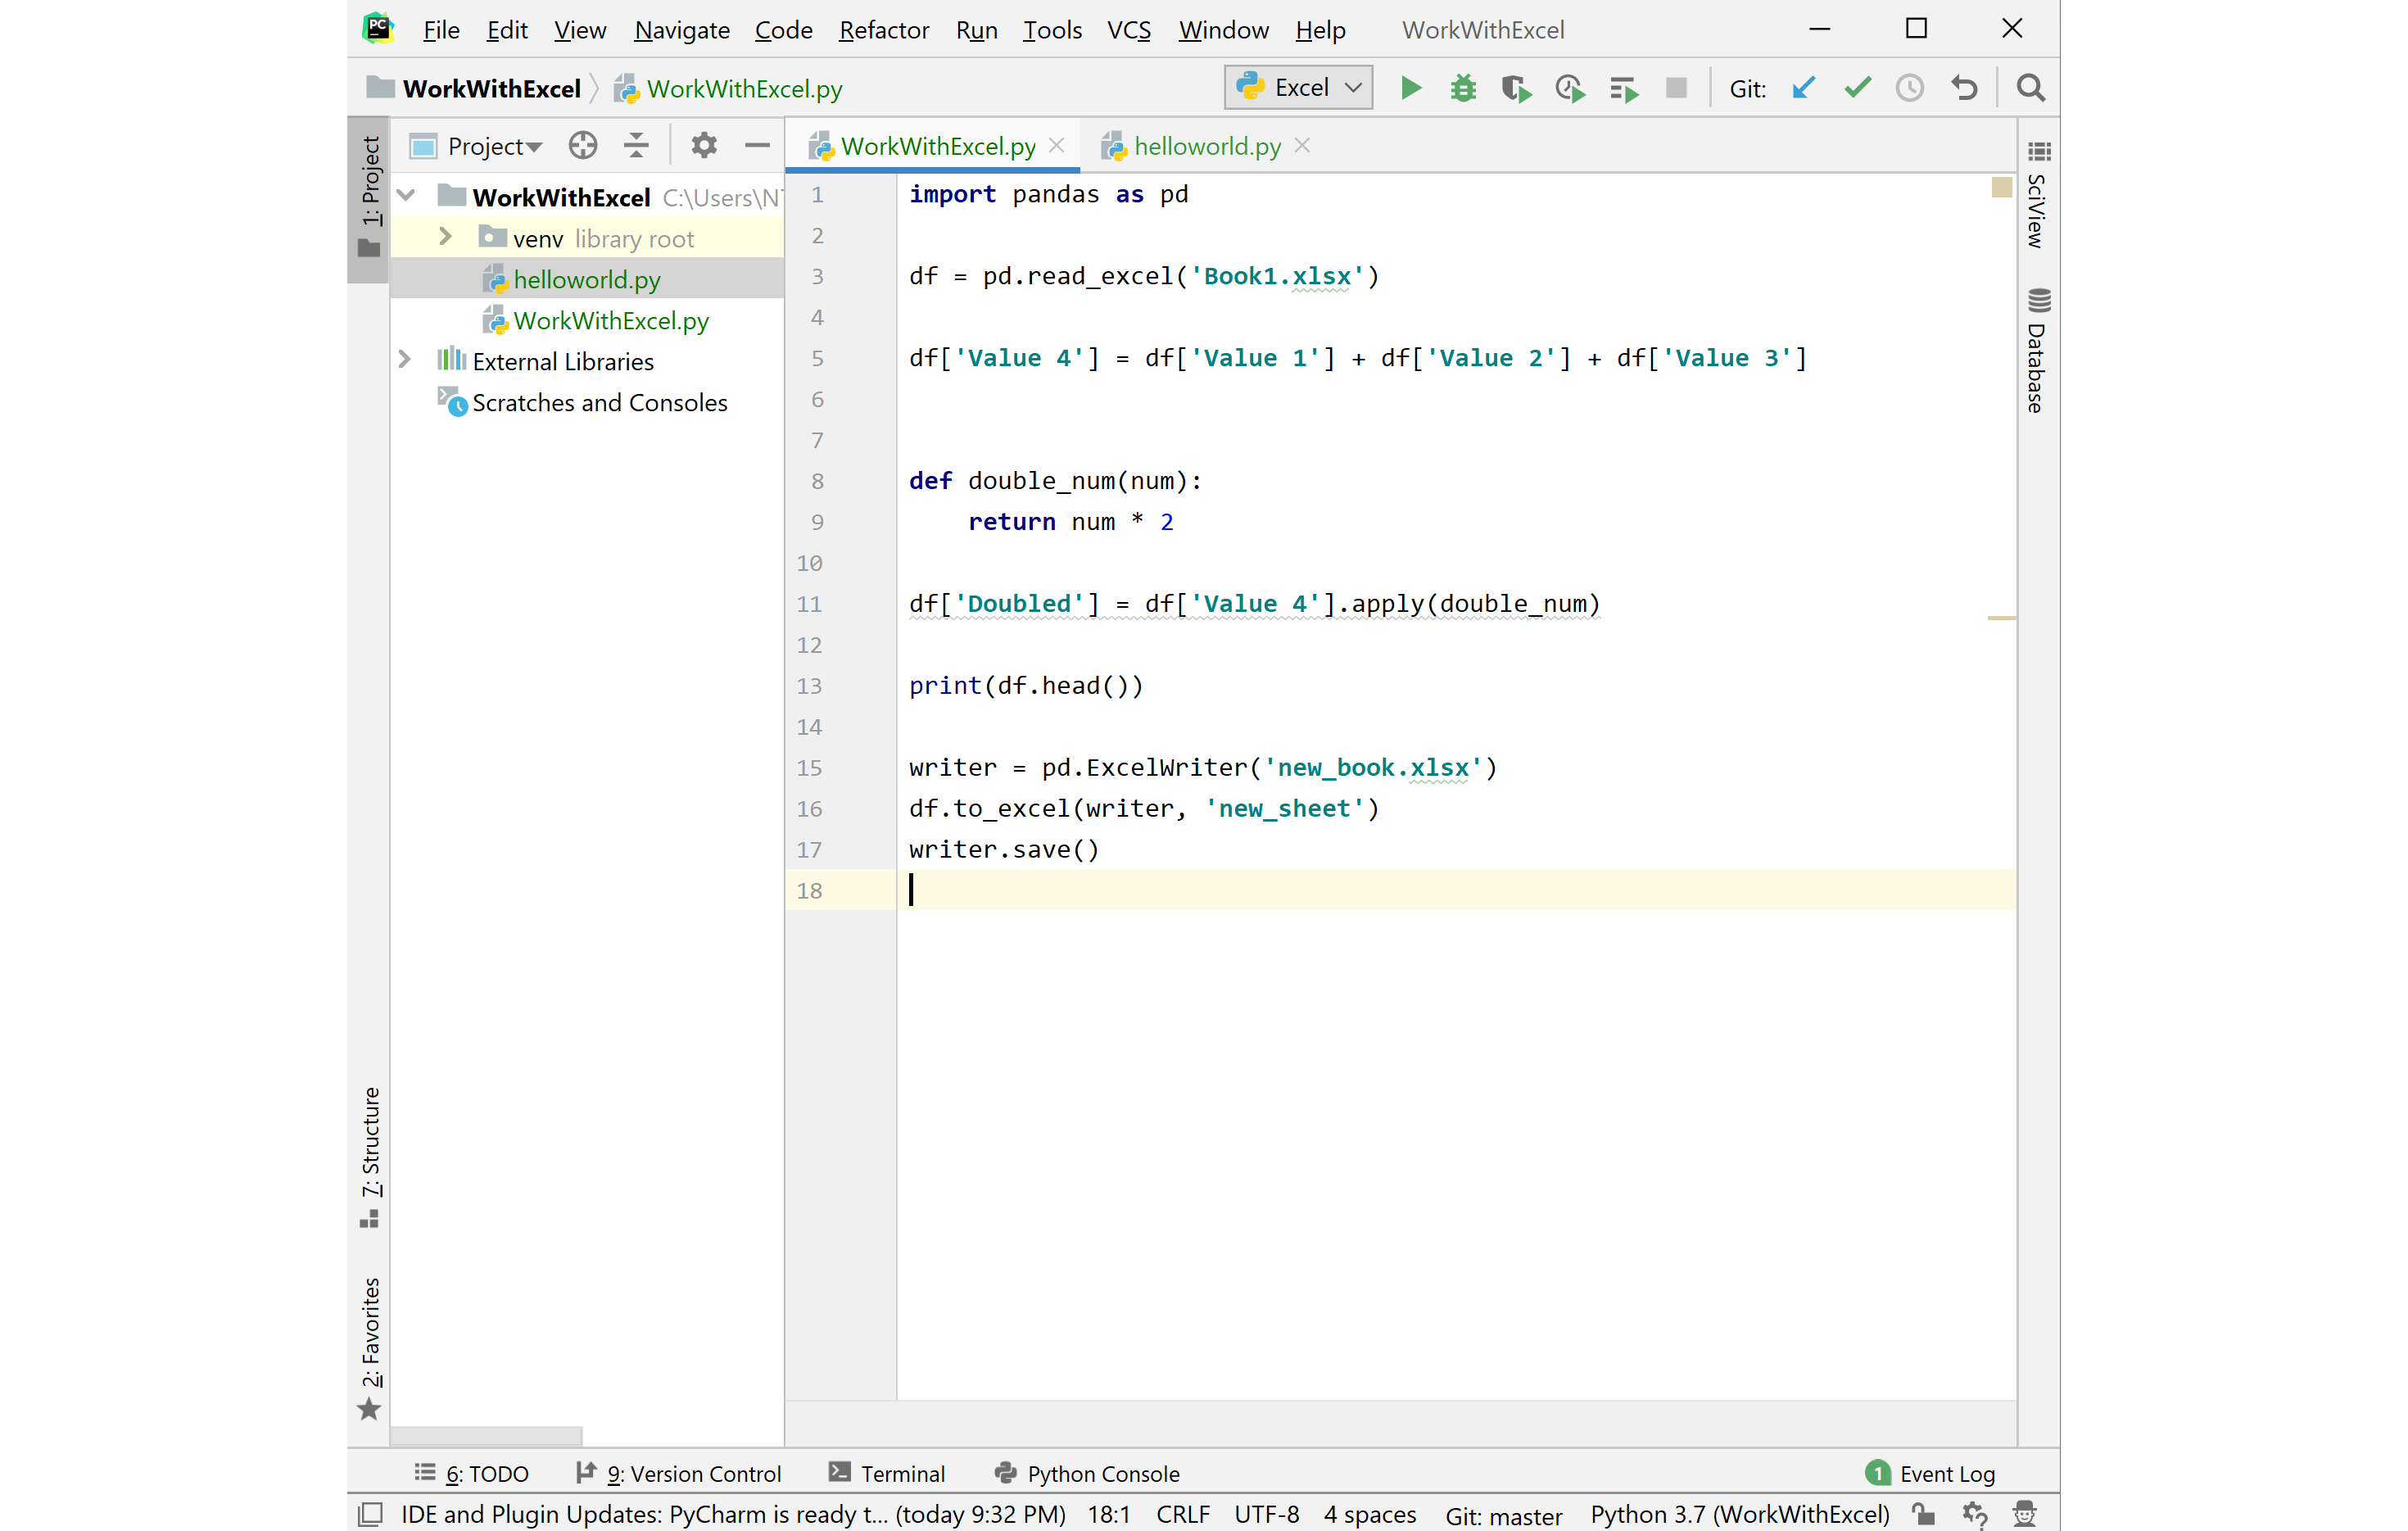 PC File Edit View Navigate Code Refactor Run Tools VCS Window Help WorkWithExcel
WorkWithExcel WorkWithExcel.py Excel Git:
1: Project
Project
WorkWithExcel.py helloworld.py
WorkWithExcel C:\Users\N
venv library root
helloworld.py
WorkWithExcel.py
External Libraries
Scratches and Consoles
1 import pandas as pd
2
3 df = pd.read_excel('Book1.xlsx')
4
5 df['Value 4'] = df['Value 1'] + df['Value 2'] + df['Value 3']
6
7
8 def double_num(num):
9     return num * 2
10
11 df['Doubled'] = df['Value 4'].apply(double_num)
12
13 print(df.head())
14
15 writer = pd.ExcelWriter('new_book.xlsx')
16 df.to_excel(writer, 'new_sheet')
17 writer.save()
18
SciView
Database
7: Structure
2: Favorites
6: TODO 9: Version Control Terminal Python Console 1 Event Log
IDE and Plugin Updates: PyCharm is ready t... (today 9:32 PM) 18:1 CRLF UTF-8 4 spaces Git: master Python 3.7 (WorkWithExcel)